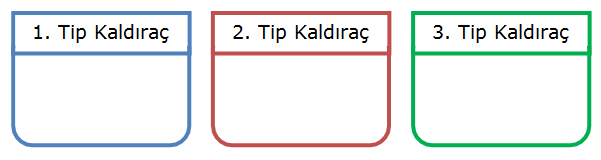 1. Tip Kaldıraç
2. Tip Kaldıraç
3. Tip Kaldıraç